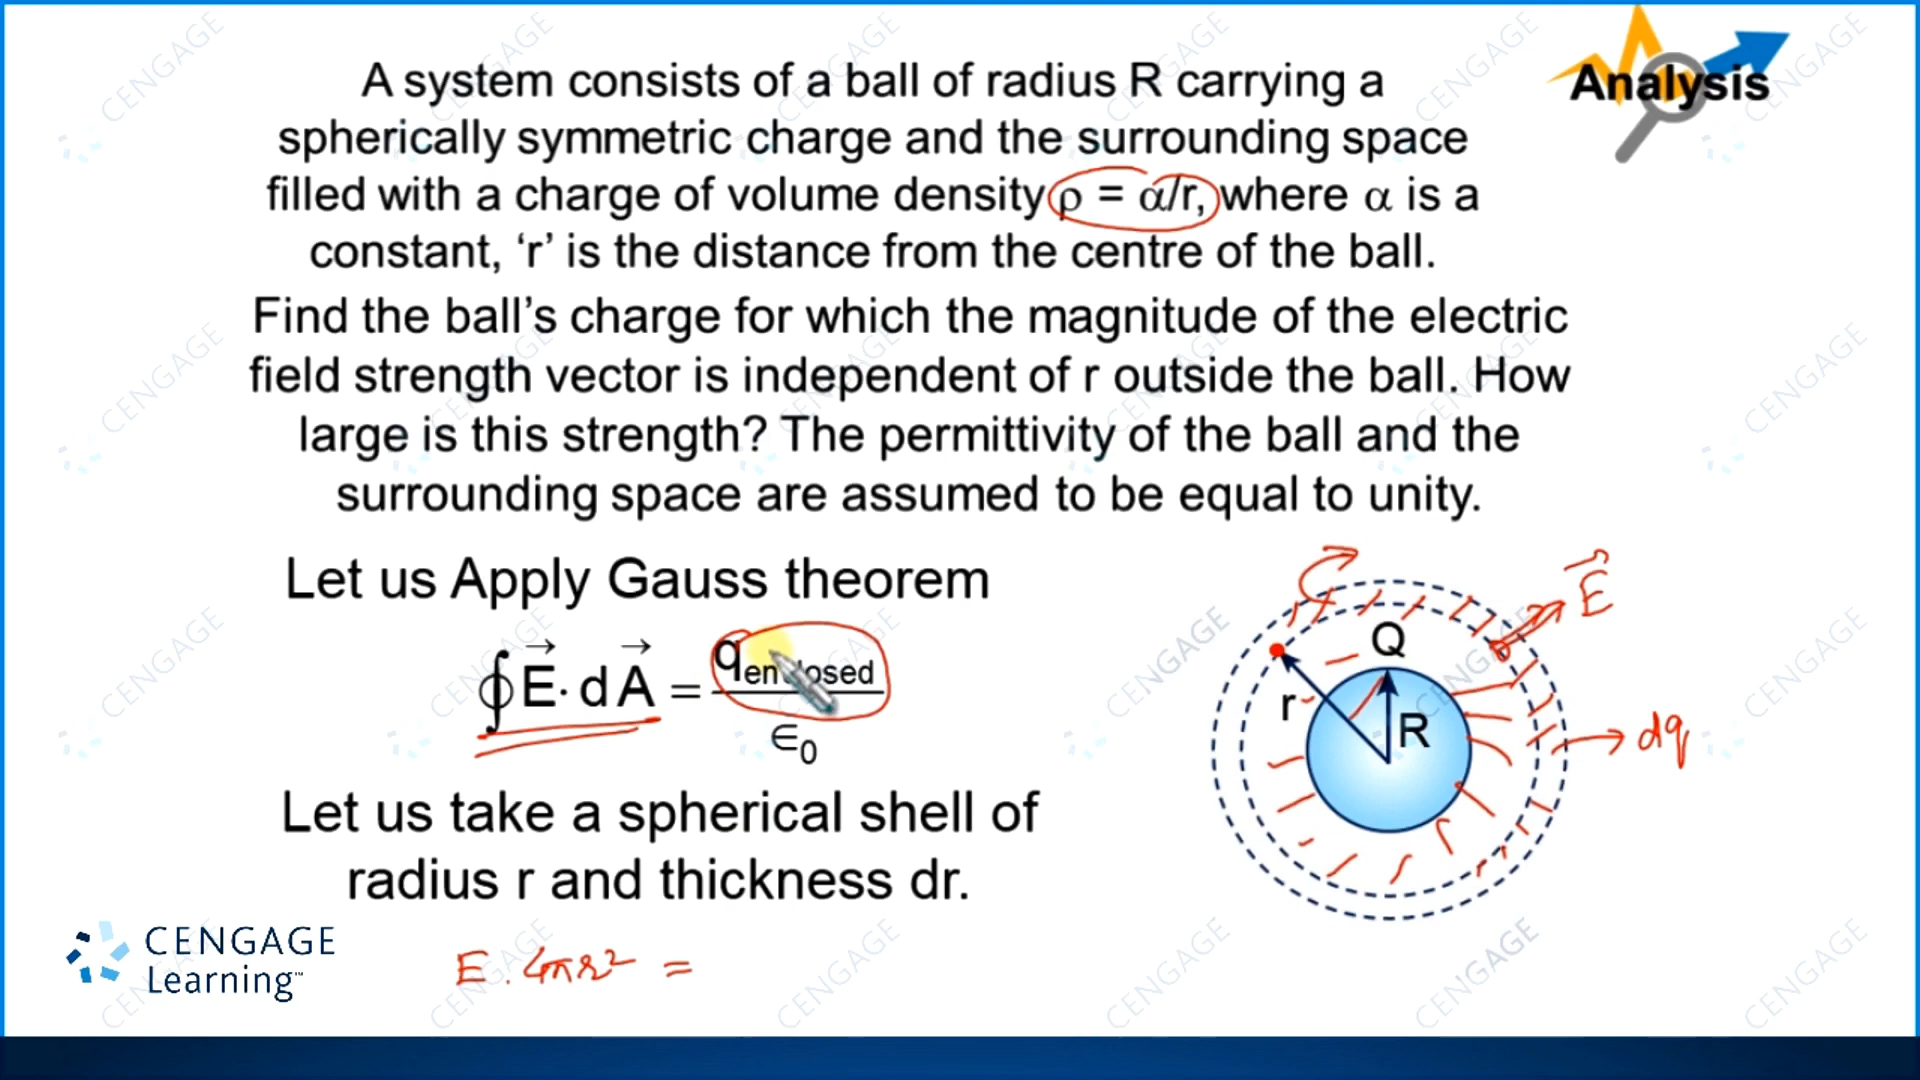 Analysis
A system consists of a ball of radius R carrying a
spherically symmetric charge and the surrounding space
filled with a charge of volume density ρ = α/r, where α is a
constant, ‘r’ is the distance from the centre of the ball.
Find the ball’s charge for which the magnitude of the electric
field strength vector is independent of r outside the ball. How
large is this strength? The permittivity of the ball and the
surrounding space are assumed to be equal to unity.
Let us Apply Gauss theorem
∮ E⃗ · d A⃗ = q enclosed / ∈0
Let us take a spherical shell of
radius r and thickness dr.
E . 4πr² =
E⃗
Q
r
R
dq
CENGAGE
Learning™